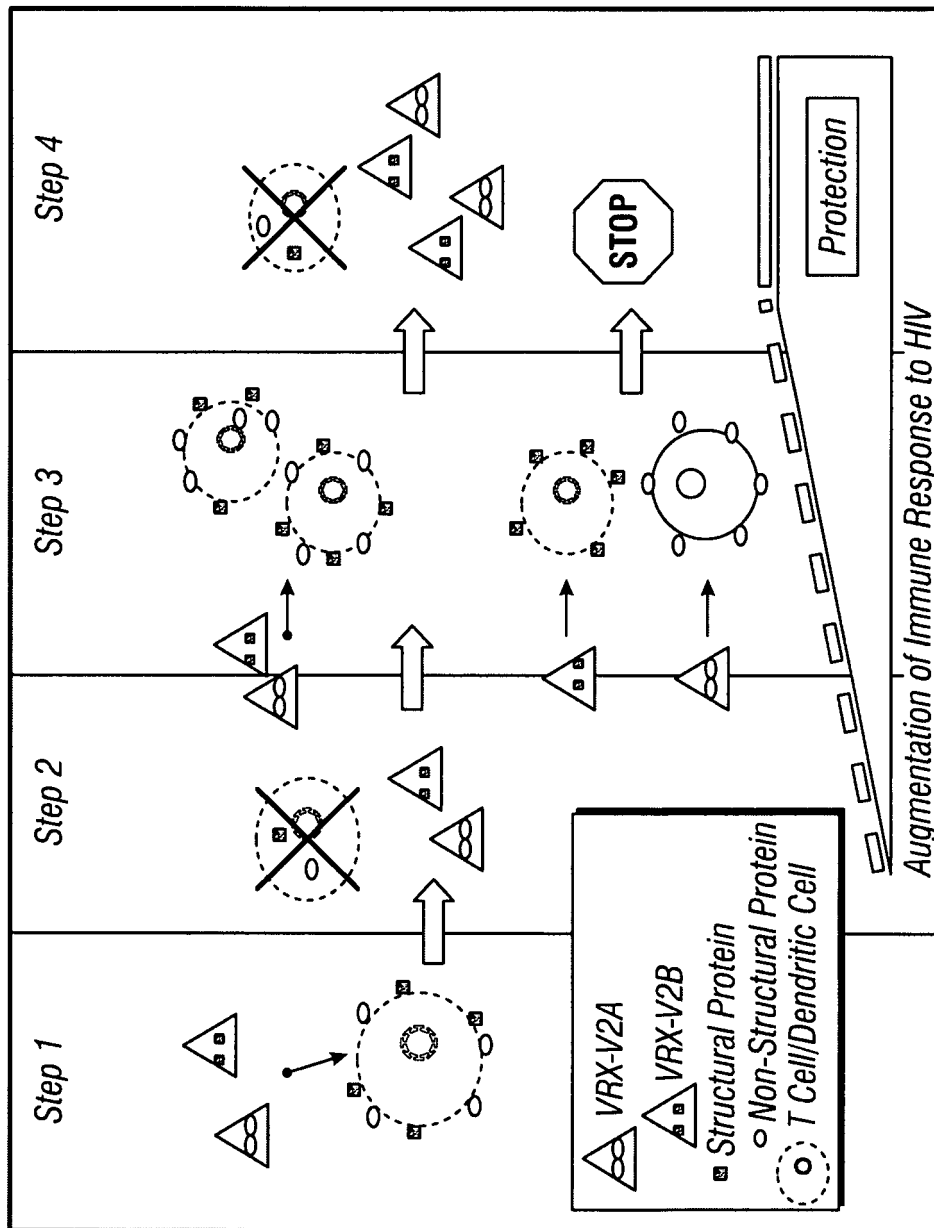 Step 1
Step 2
Step 3
Step 4
STOP
VRX-V2A
VRX-V2B
Structural Protein
Non-Structural Protein
T Cell/Dendritic Cell
Protection
Augmentation of Immune Response to HIV